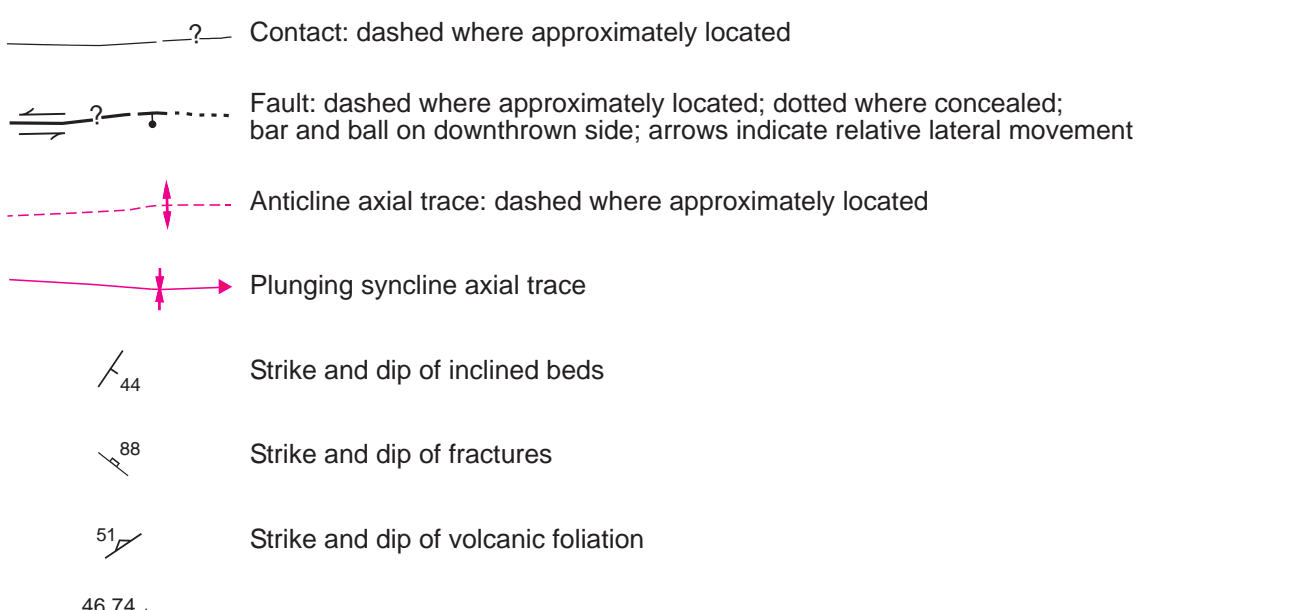 ? Contact: dashed where approximately located
? Fault: dashed where approximately located; dotted where concealed;
bar and ball on downthrown side; arrows indicate relative lateral movement
Anticline axial trace: dashed where approximately located
Plunging syncline axial trace
44 Strike and dip of inclined beds
88 Strike and dip of fractures
51 Strike and dip of volcanic foliation
46,74